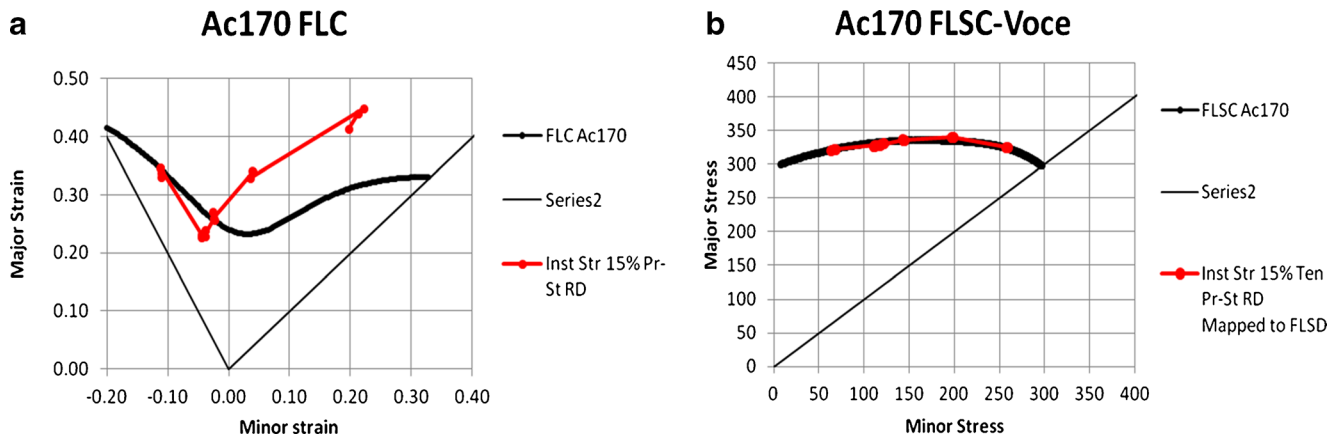 a
Ac170 FLC
Major Strain
0.50
0.40
0.30
0.20
0.10
0.00
-0.20 -0.10 0.00 0.10 0.20 0.30 0.40
Minor strain
FLC Ac170
Series2
Inst Str 15% Pr-
St RD
b
Ac170 FLSC-Voce
Major Stress
450
400
350
300
250
200
150
100
50
0
0 50 100 150 200 250 300 350 400
Minor Stress
FLSC Ac170
Series2
Inst Str 15% Ten
Pr-St RD
Mapped to FLSD